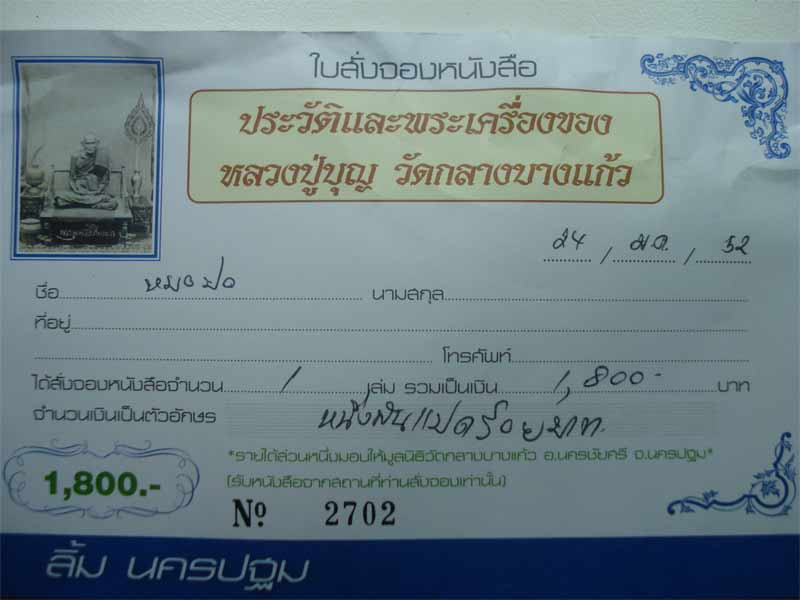 ใบสั่งจองหนังสือ
ประวัติและพระเครื่องของ
หลวงปู่บุญ วัดกลางบางแก้ว
24 / ม.ค. / 52
ชื่อ หมอปอ นามสกุล
ที่อยู่
โทรศัพท์
ได้สั่งจองหนังสือจำนวน 1 เล่ม รวมเป็นเงิน 1,800- บาท
จำนวนเงินเป็นตัวอักษร หนึ่งพันแปดร้อยบาท.
*รายได้ส่วนหนึ่งมอบให้มูลนิธิวัดกลางบางแก้ว อ.นครชัยศรี จ.นครปฐม*
(รับหนังสือจากสถานที่ท่านสั่งจองเท่านั้น)
1,800.-
Nº 2702
ลิ้ม นครปฐม